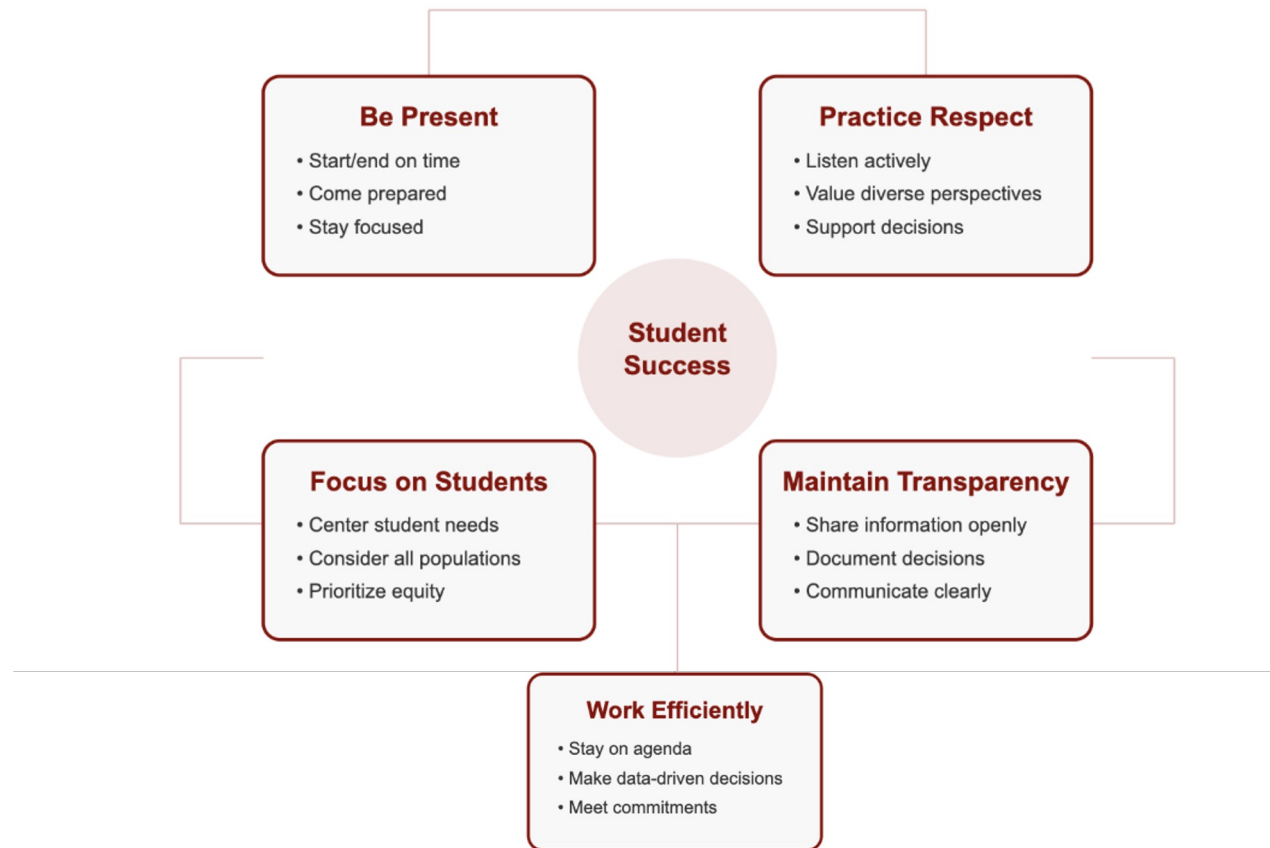 Be Present
• Start/end on time
• Come prepared
• Stay focused
Practice Respect
• Listen actively
• Value diverse perspectives
• Support decisions
Student
Success
Focus on Students
• Center student needs
• Consider all populations
• Prioritize equity
Maintain Transparency
• Share information openly
• Document decisions
• Communicate clearly
Work Efficiently
• Stay on agenda
• Make data-driven decisions
• Meet commitments